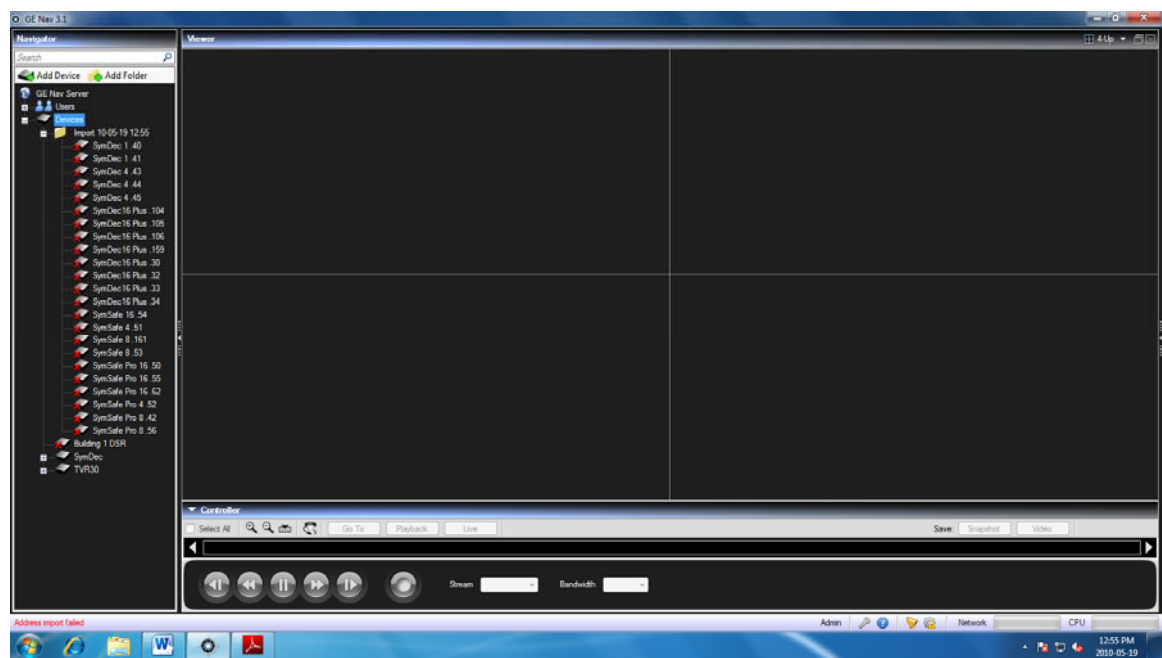 GE Nav 3.1
Navigator
Viewer
4-Up
Search
Add Device Add Folder
GE Nav Server
Users
Devices
Import 10-05-19 12:55
SymDec 1 .40
SymDec 1 .41
SymDec 4 .43
SymDec 4 .44
SymDec 4 .45
SymDec16 Plus .104
SymDec16 Plus .105
SymDec16 Plus .106
SymDec16 Plus .159
SymDec16 Plus .30
SymDec16 Plus .32
SymDec16 Plus .33
SymDec16 Plus .34
SymSafe 16 .54
SymSafe 4 .51
SymSafe 8 .161
SymSafe 8 .53
SymSafe Pro 16 .50
SymSafe Pro 16 .55
SymSafe Pro 16 .62
SymSafe Pro 4 .52
SymSafe Pro 8 .42
SymSafe Pro 8 .56
Building 1 DSR
SymDec
TVR30
Controller
Select All Go To Playback Live Save: Snapshot Video
Stream Bandwidth
Address import failed Admin Network CPU
12:55 PM
2010-05-19